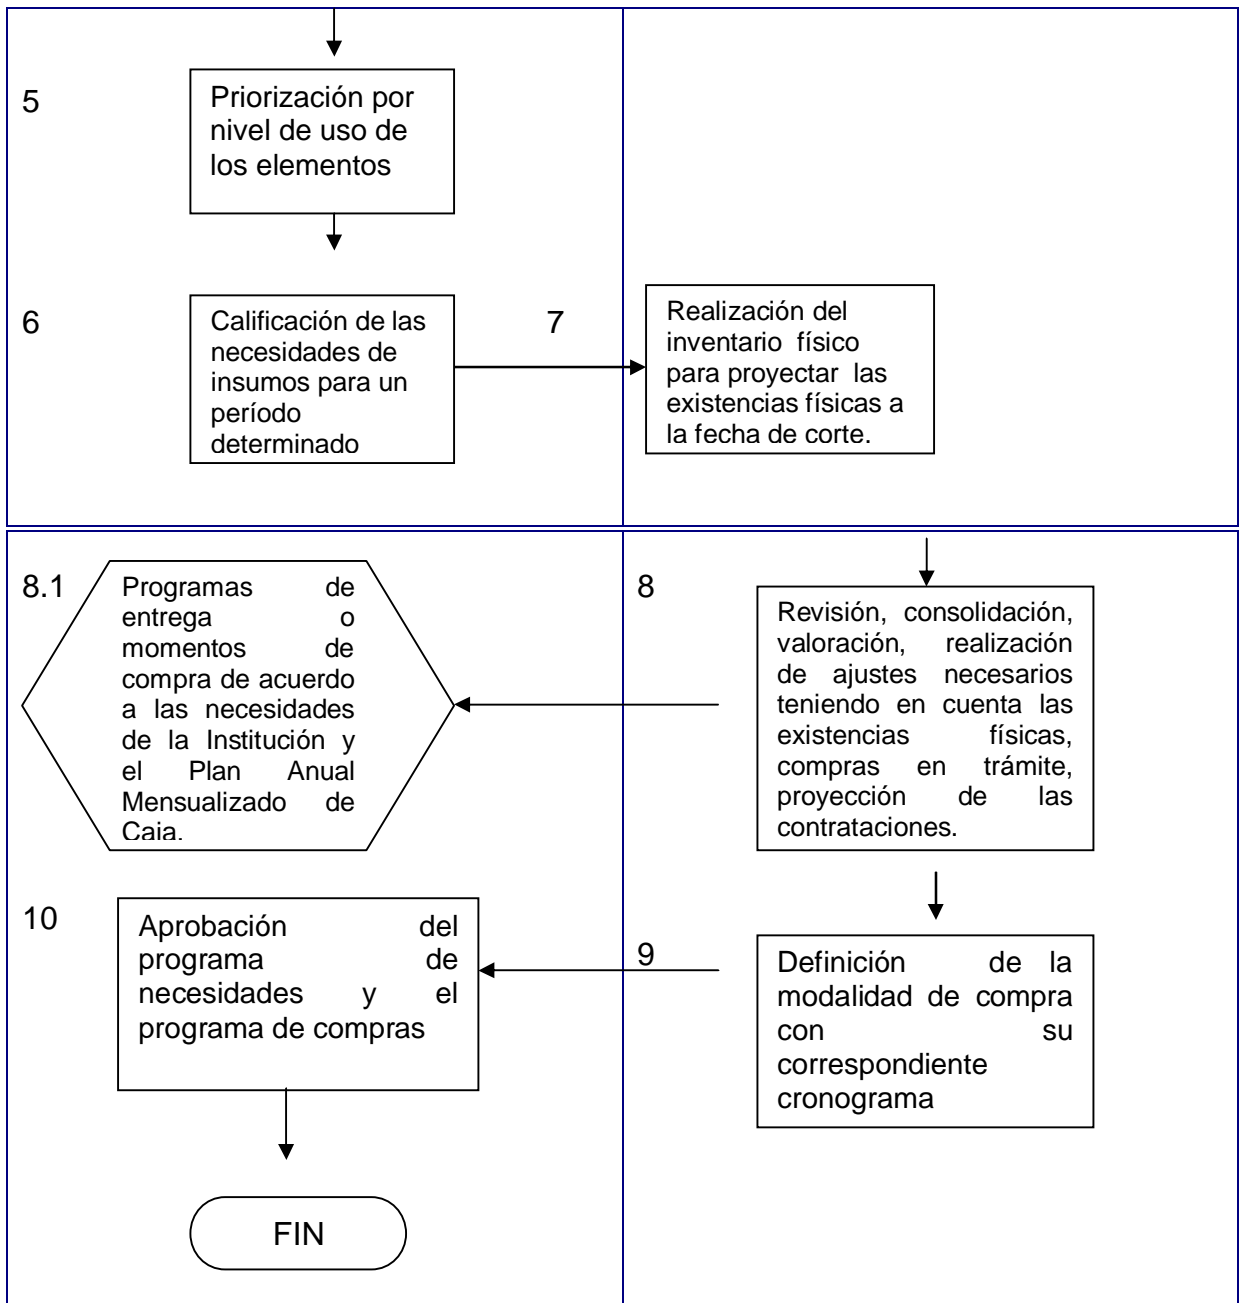 5
Priorización por
nivel de uso de
los elementos
6
Calificación de las
necesidades de
insumos para un
período
determinado
7
Realización del
inventario físico
para proyectar las
existencias físicas a
la fecha de corte.
8.1
Programas de
entrega o
momentos de
compra de acuerdo
a las necesidades
de la Institución y
el Plan Anual
Mensualizado de
Caja.
8
Revisión, consolidación,
valoración, realización
de ajustes necesarios
teniendo en cuenta las
existencias físicas,
compras en trámite,
proyección de las
contrataciones.
10
Aprobación del
programa de
necesidades y el
programa de compras
9
Definición de la
modalidad de compra
con su
correspondiente
cronograma
FIN